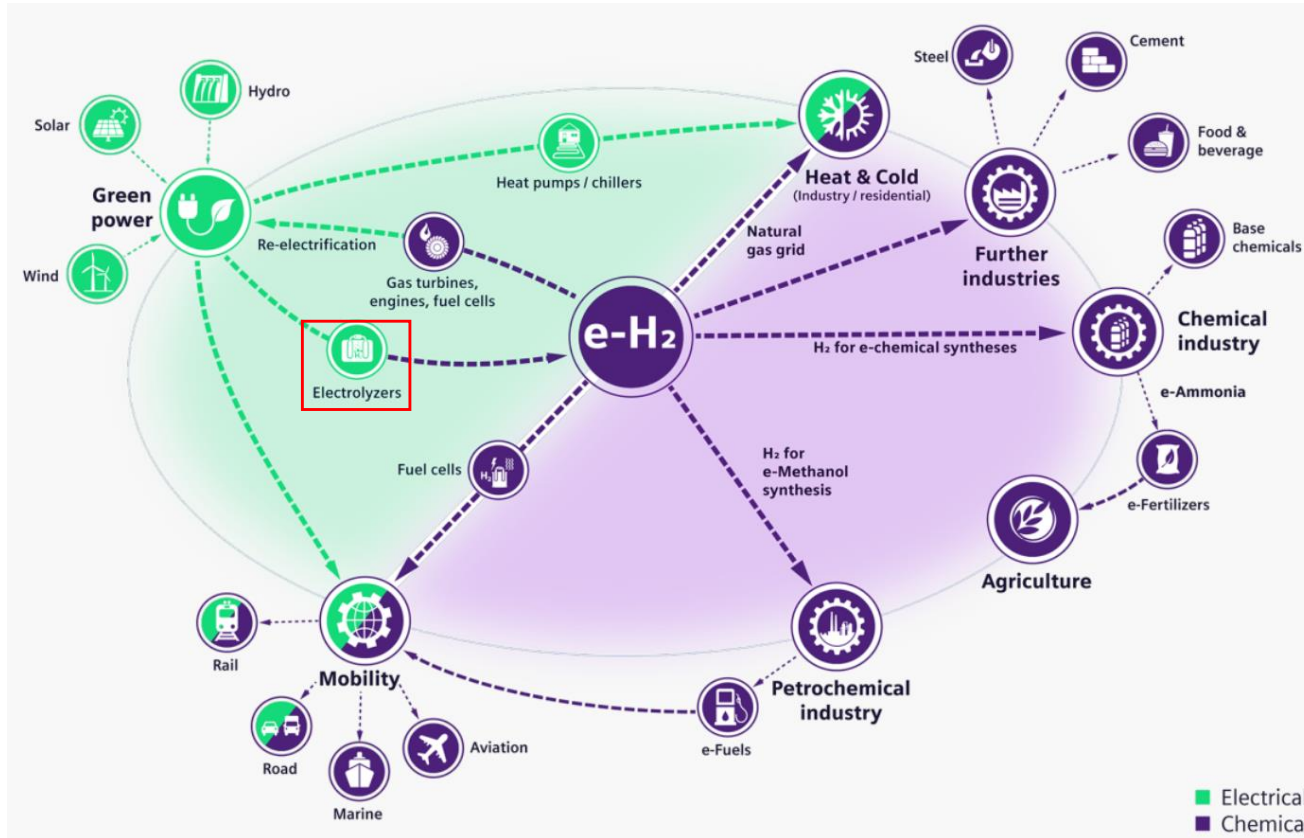 Steel
Cement
Hydro
Solar
Food &
beverage
Heat pumps / chillers
Heat & Cold
(Industry / residential)
Green
power
Re-electrification
Natural
gas grid
Further
industries
Base
chemicals
Wind
Gas turbines,
engines, fuel cells
e-H₂
Chemical
industry
H₂ for e-chemical syntheses
Electrolyzers
e-Ammonia
Fuel cells
H₂
H₂ for
e-Methanol
synthesis
e-Fertilizers
Agriculture
Rail
Mobility
Petrochemical
industry
e-Fuels
Road
Aviation
Marine
Electrical
Chemica